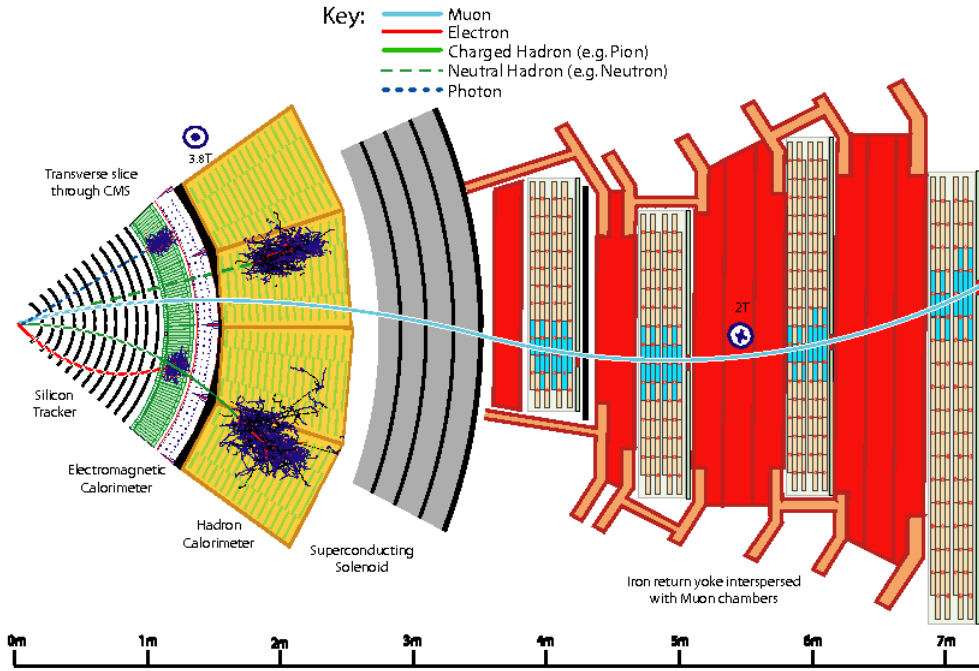 Key:
Muon
Electron
Charged Hadron (e.g. Pion)
Neutral Hadron (e.g. Neutron)
Photon
3.8T
Transverse slice
through CMS
2T
Silicon
Tracker
Electromagnetic
Calorimeter
Hadron
Calorimeter
Superconducting
Solenoid
Iron return yoke interspersed
with Muon chambers
0m 1m 2m 3m 4m 5m 6m 7m